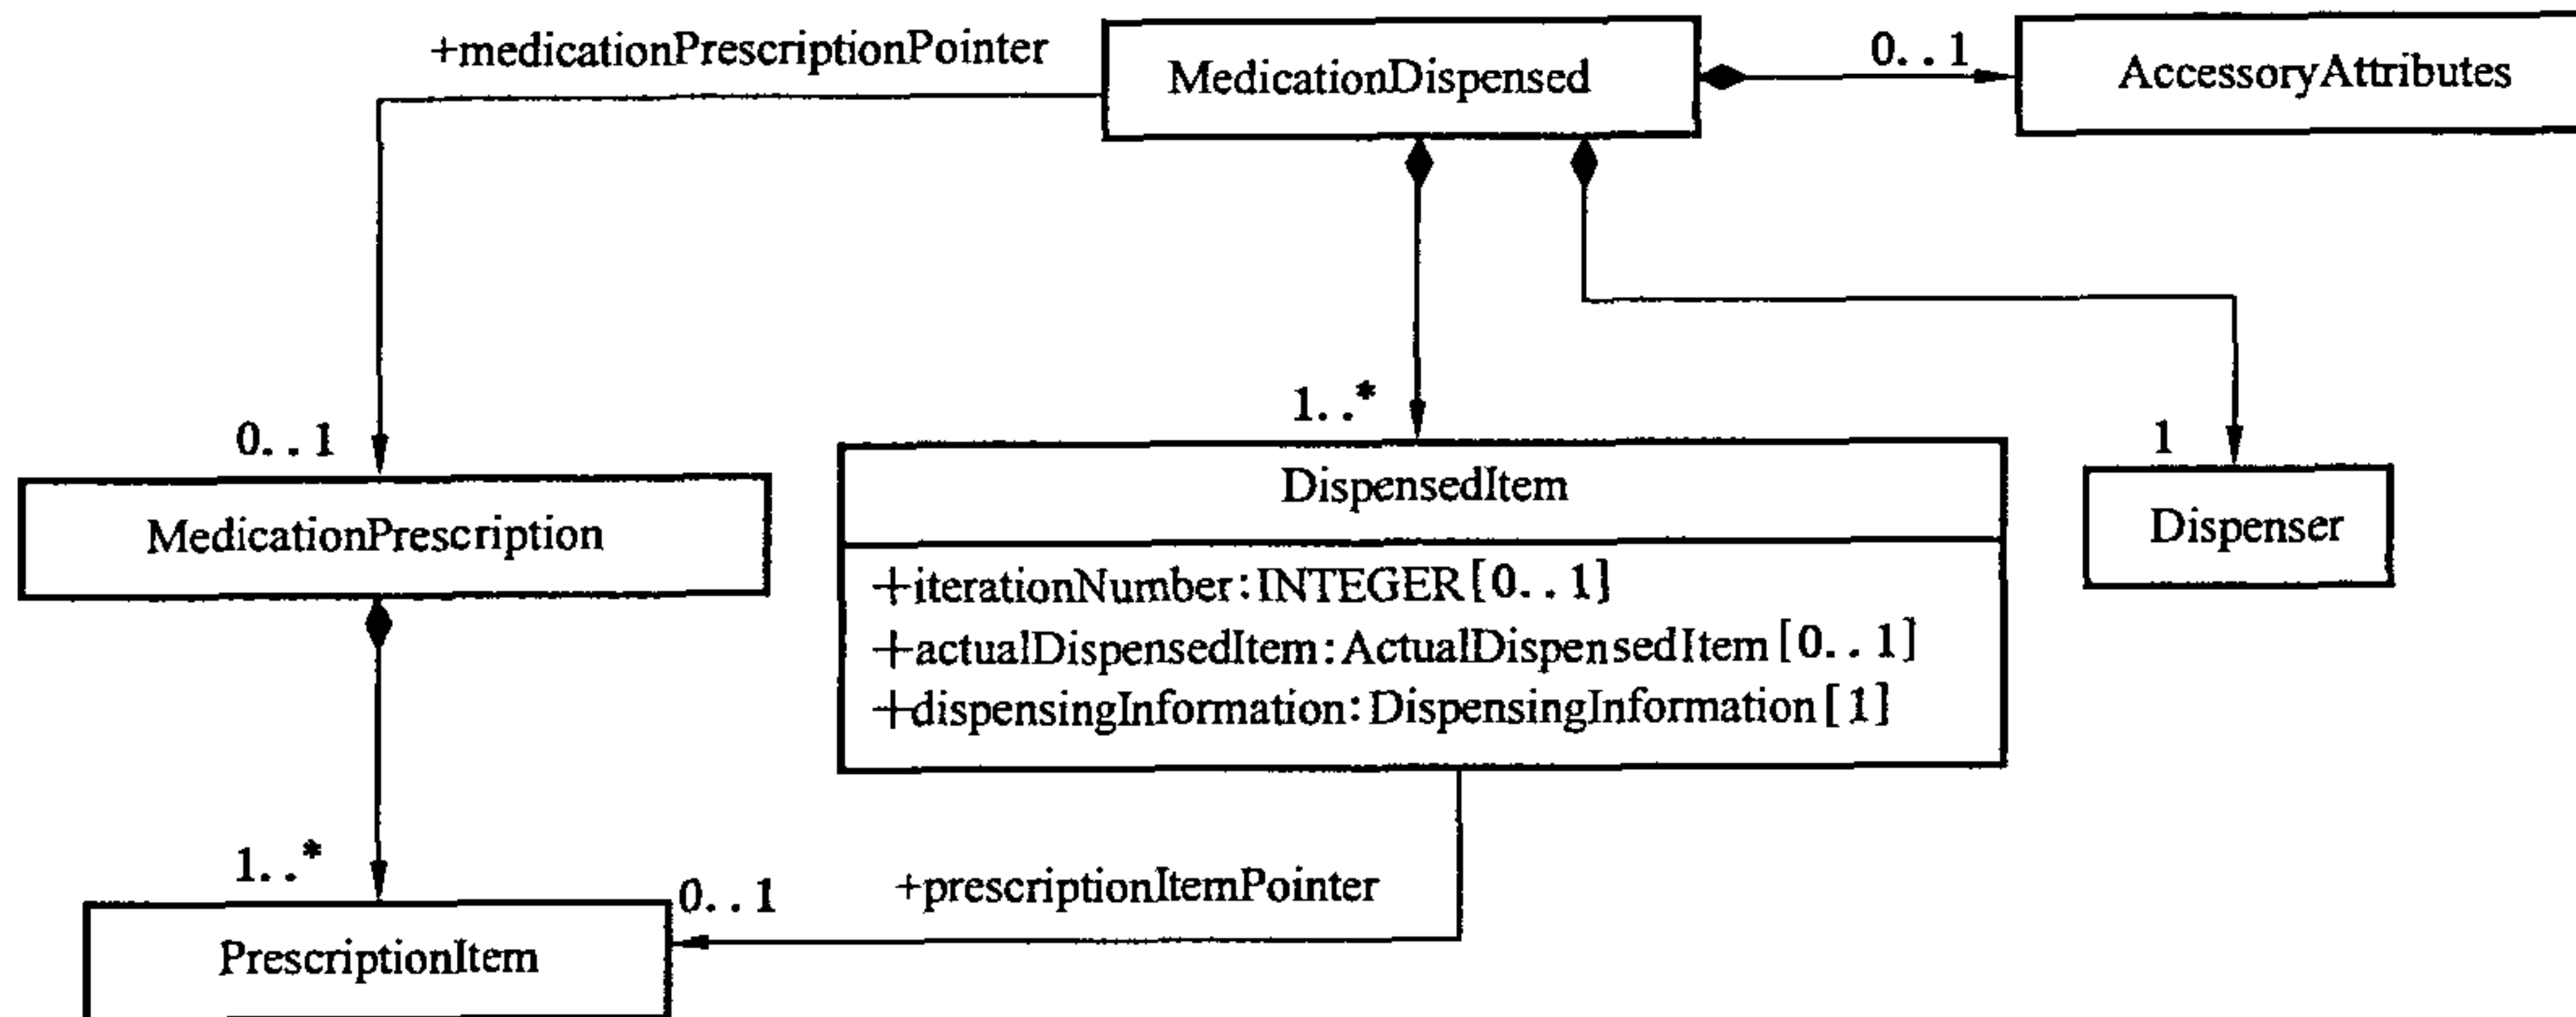 +medicationPrescriptionPointer
MedicationDispensed
0..1
AccessoryAttributes
0..1
1..*
1
MedicationPrescription
DispensedItem
Dispenser
+iterationNumber:INTEGER[0..1]
+actualDispensedItem:ActualDispensedItem[0..1]
+dispensingInformation:DispensingInformation[1]
1..*
0..1
+prescriptionItemPointer
PrescriptionItem